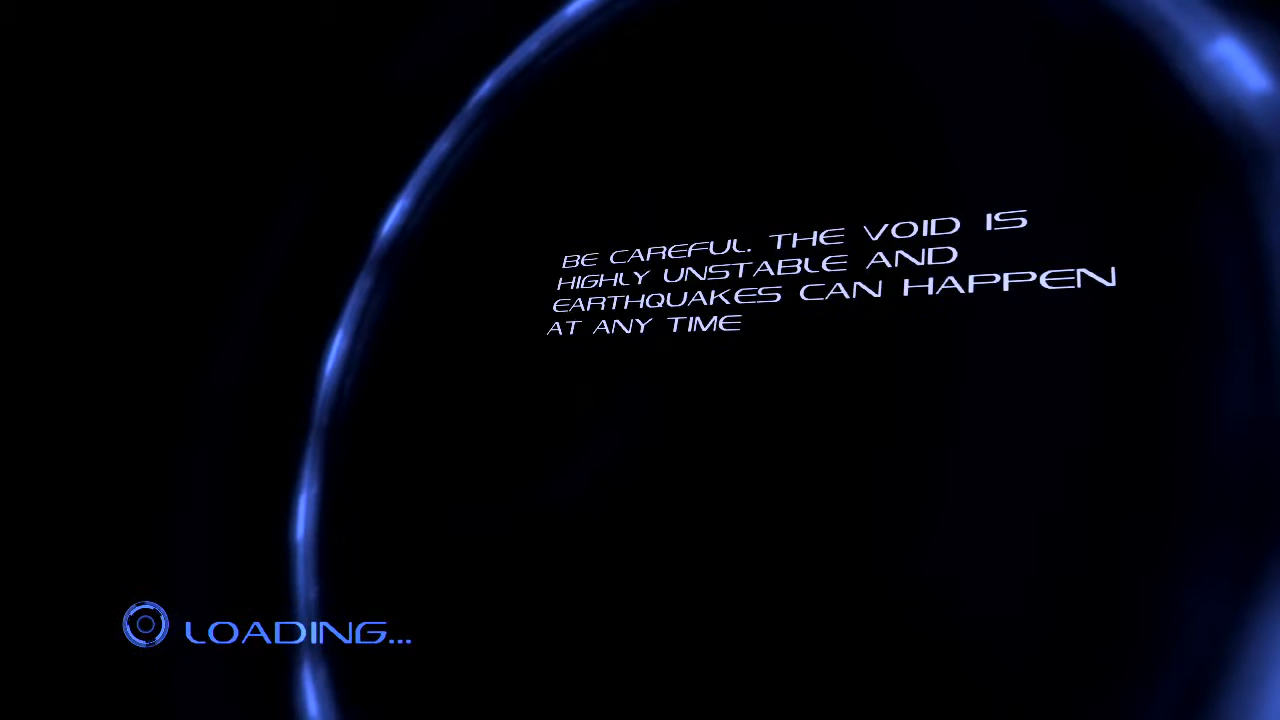 BE CAREFUL. THE VOID IS
HIGHLY UNSTABLE AND
EARTHQUAKES CAN HAPPEN
AT ANY TIME
LOADING...